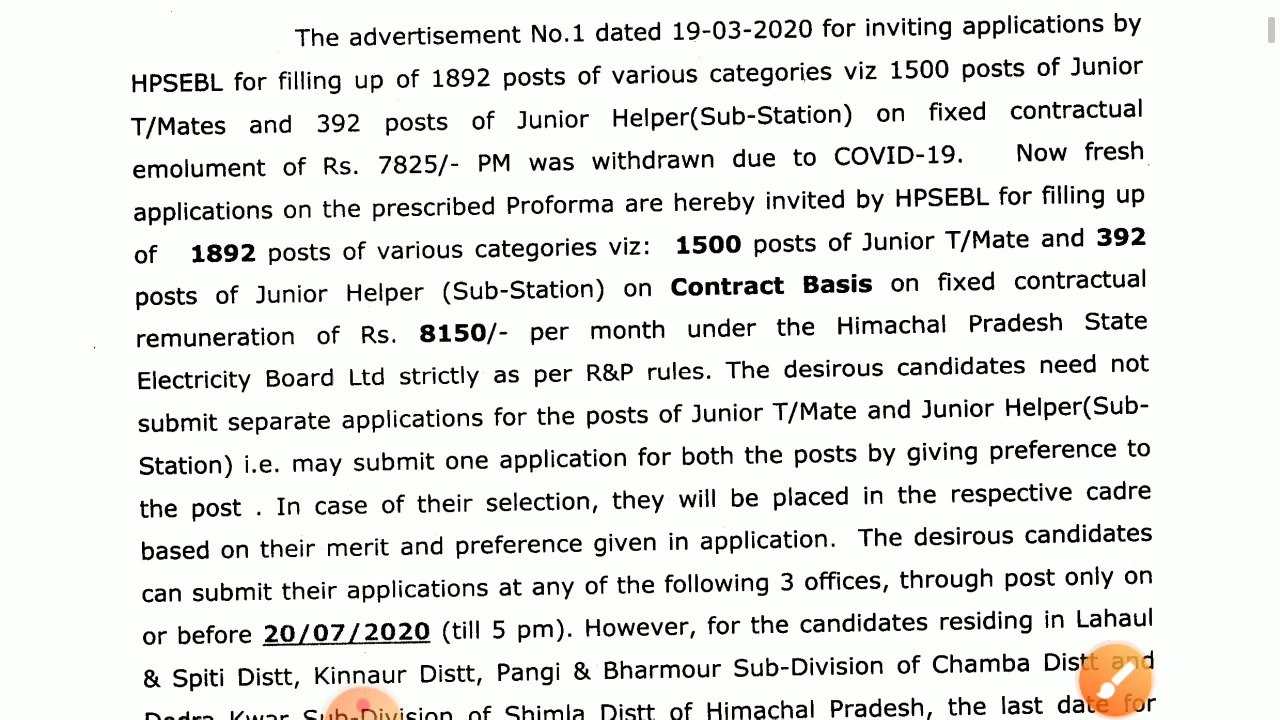 The advertisement No.1 dated 19-03-2020 for inviting applications by
HPSEBL for filling up of 1892 posts of various categories viz 1500 posts of Junior
T/Mates and 392 posts of Junior Helper(Sub-Station) on fixed contractual
emolument of Rs. 7825/- PM was withdrawn due to COVID-19. Now fresh
applications on the prescribed Proforma are hereby invited by HPSEBL for filling up
of 1892 posts of various categories viz: 1500 posts of Junior T/Mate and 392
posts of Junior Helper (Sub-Station) on Contract Basis on fixed contractual
remuneration of Rs. 8150/- per month under the Himachal Pradesh State
Electricity Board Ltd strictly as per R&P rules. The desirous candidates need not
submit separate applications for the posts of Junior T/Mate and Junior Helper(Sub-
Station) i.e. may submit one application for both the posts by giving preference to
the post . In case of their selection, they will be placed in the respective cadre
based on their merit and preference given in application. The desirous candidates
can submit their applications at any of the following 3 offices, through post only on
or before 20/07/2020 (till 5 pm). However, for the candidates residing in Lahaul
& Spiti Distt, Kinnaur Distt, Pangi & Bharmour Sub-Division of Chamba Distt and
Dodra Kwar Sub-Division of Shimla Distt of Himachal Pradesh, the last date for